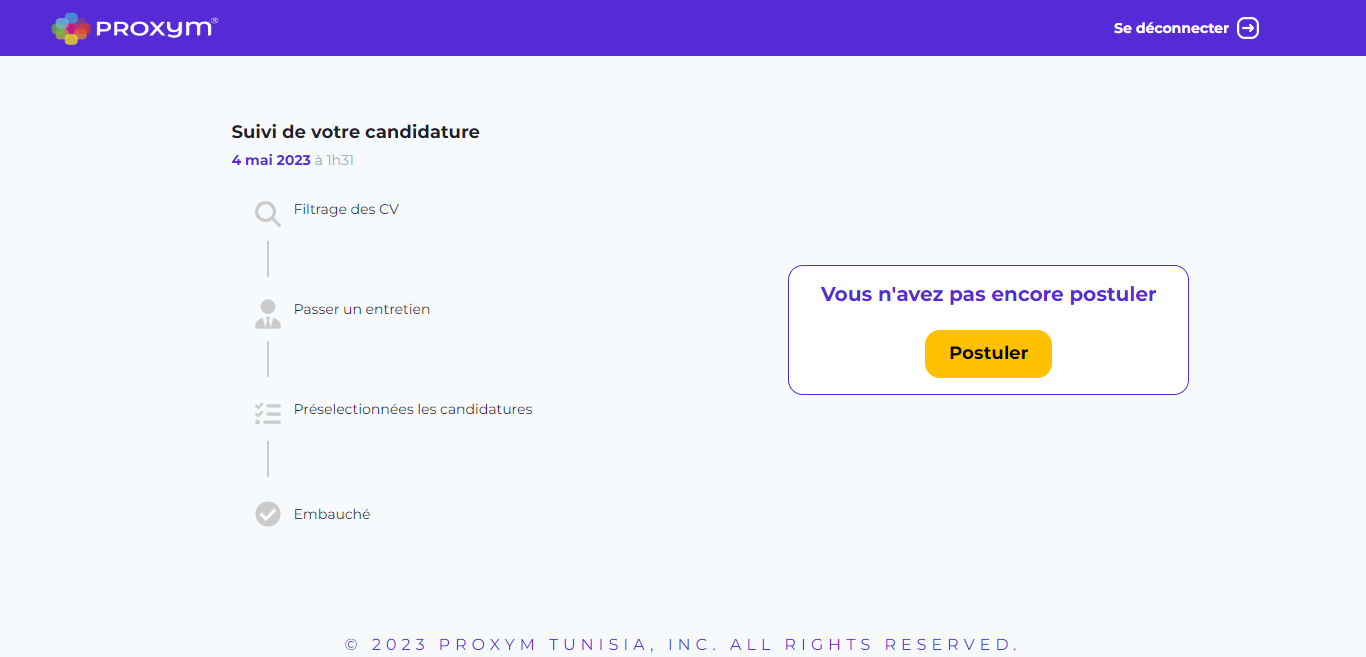 PROXYM®
Se déconnecter
Suivi de votre candidature
4 mai 2023 à 1h31
Filtrage des CV
Passer un entretien
Préselectionnées les candidatures
Embauché
Vous n'avez pas encore postuler
Postuler
© 2023 PROXYM TUNISIA, INC. ALL RIGHTS RESERVED.